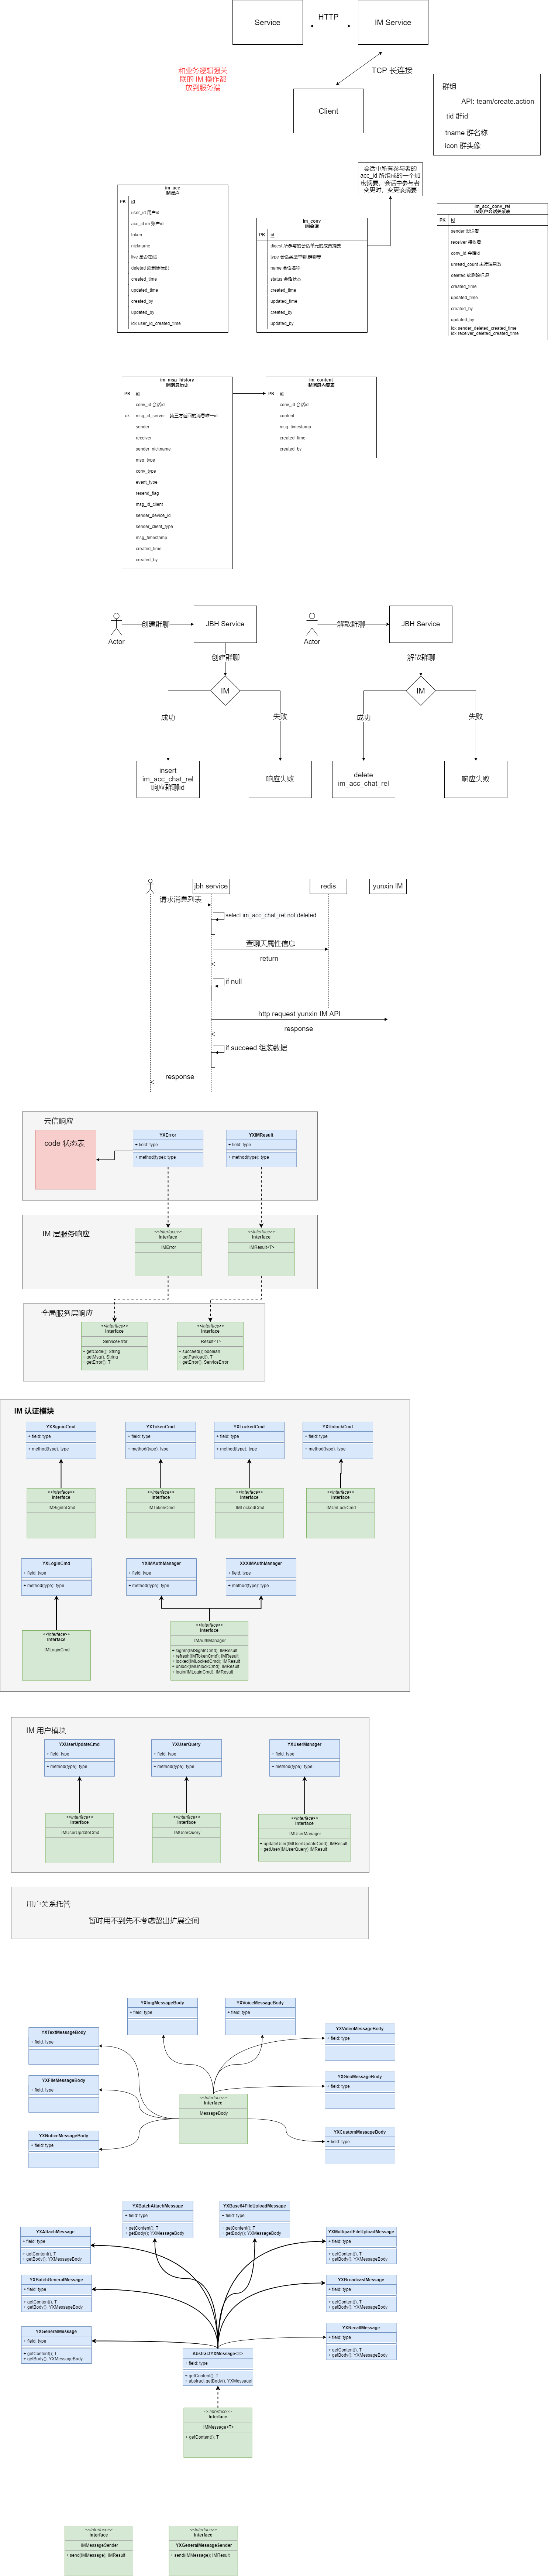 Service
HTTP
IM Service
和业务逻辑强关
联的 IM 操作都
放到服务端
TCP 长连接
Client
群组
API: team/create.action
tid 群id
tname 群名称
icon 群头像
会话中所有参与者的
acc_id 所组成的一个加
密摘要，会话中参与者
变更时，变更该摘要
im_acc
IM账户
PK
user_id 用户id
acc_id im 账户id
token
nickname
live 是否在线
deleted 软删除标识
created_time
updated_time
created_by
updated_by
idx: user_id_created_time
im_conv
IM会话
PK
digest 所参与的会话单元的成员摘要
type 会话类型单聊,群聊等
name 会话名称
status 会话状态
created_time
updated_time
created_by
updated_by
im_acc_conv_rel
IM账户会话关系表
PK
sender 发送者
receiver 接收者
conv_id 会话id
unread_count 未读消息数
deleted 软删除标识
created_time
updated_time
created_by
updated_by
idx: sender_deleted_created_time
idx: receiver_deleted_created_time
im_msg_history
IM消息历史
PK
conv_id 会话id
uk
msg_id_server 第三方返回的消息唯一id
sender
receiver
sender_nickname
msg_type
conv_type
event_type
resend_flag
msg_id_client
sender_device_id
sender_client_type
msg_timestamp
created_time
created_by
im_content
IM消息内容表
PK
conv_id 会话id
content
msg_timestamp
created_time
created_by
Actor
创建群聊
JBH Service
创建群聊
IM
成功
失败
insert
im_acc_chat_rel
响应群聊id
响应失败
Actor
解散群聊
JBH Service
解散群聊
IM
成功
失败
delete
im_acc_chat_rel
响应失败
jbh service
redis
yunxin IM
请求消息列表
select im_acc_chat_rel not deleted
查聊天属性信息
return
if null
http request yunxin IM API
response
if succeed 组装数据
response
云信响应
code 状态表
YXError
+ field: type
+ method(type): type
YXIMResult
+ field: type
+ method(type): type
IM 层服务响应
<<interface>>
Interface
IMError
<<interface>>
Interface
IMResult<T>
全局服务层响应
<<interface>>
Interface
ServiceError
+ getCode(): String
+ getMsg(): String
+ getError(): T
<<interface>>
Interface
Result<T>
+ succeed(): boolean
+ getPayload(): T
+ getError(): ServiceError
IM 认证模块
YXSigninCmd
+ field: type
+ method(type): type
YXTokenCmd
+ field: type
+ method(type): type
YXLockedCmd
+ field: type
+ method(type): type
YXUnlockCmd
+ field: type
+ method(type): type
<<interface>>
Interface
IMSigninCmd
<<interface>>
Interface
IMTokenCmd
<<interface>>
Interface
IMLockedCmd
<<interface>>
Interface
IMUnLockCmd
YXLoginCmd
+ field: type
+ method(type): type
YXIMAuthManager
+ field: type
+ method(type): type
XXXIMAuthManager
+ field: type
+ method(type): type
<<interface>>
Interface
IMLoginCmd
<<interface>>
Interface
IMAuthManager
+ signin(IMSigninCmd): IMResult
+ refresh(IMTokenCmd): IMResult
+ locked(IMLockedCmd): IMResult
+ unlock(IMUnlockCmd): IMResult
+ login(IMLoginCmd): IMResult
IM 用户模块
YXUserUpdateCmd
+ field: type
+ method(type): type
YXUserQuery
+ field: type
+ method(type): type
YXUserManager
+ field: type
+ method(type): type
<<interface>>
Interface
IMUserUpdateCmd
<<interface>>
Interface
IMUserQuery
<<interface>>
Interface
IMUserManager
+ updateUser(IMUserUpdateCmd): IMResult
+ getUser(IMUserQuery):IMResult
用户关系托管
暂时用不到先不考虑留出扩展空间
YXImgMessageBody
+ field: type
YXVoiceMessageBody
+ field: type
YXTextMessageBody
+ field: type
YXVideoMessageBody
+ field: type
YXFileMessageBody
+ field: type
YXGeoMessageBody
+ field: type
YXNoticeMessageBody
+ field: type
YXCustomMessageBody
+ field: type
<<interface>>
Interface
IMessageBody
YXBatchAttachMessage
+ field: type
+ getContent(): T
+ getBody(): YXMessageBody
YXBase64FileUploadMessage
+ field: type
+ getContent(): T
+ getBody(): YXMessageBody
YXAttachMessage
+ field: type
+ getContent(): T
+ getBody(): YXMessageBody
YXMultipartFileUploadMessage
+ field: type
+ getContent(): T
+ getBody(): YXMessageBody
YXBatchGeneralMessage
+ field: type
+ getContent(): T
+ getBody(): YXMessageBody
YXBroadcastMessage
+ field: type
+ getContent(): T
+ getBody(): YXMessageBody
YXGeneralMessage
+ field: type
+ getContent(): T
+ getBody(): YXMessageBody
YXRecallMessage
+ field: type
+ getContent(): T
+ getBody(): YXMessageBody
AbstractYXMessage<T>
+ field: type
+ getContent(): T
+ abstract getBody(): YXMessage
<<interface>>
Interface
IMMessage<T>
+ getContent(): T
<<interface>>
Interface
IMMessageSender
+ send(IMMessage): IMResult
<<interface>>
Interface
YXGeneralMessageSender
+ send(IMMessage): IMResult